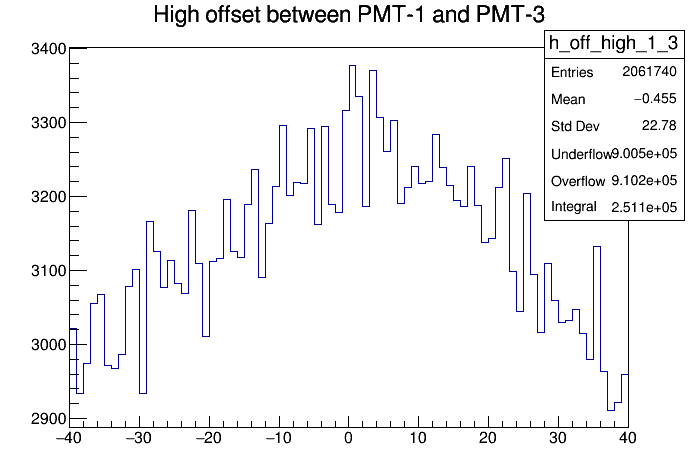 High offset between PMT-1 and PMT-3
h_off_high_1_3
Entries 2061740
Mean −0.455
Std Dev 22.78
Underflow 9.005e+05
Overflow 9.102e+05
Integral 2.511e+05
3400
3300
3200
3100
3000
2900
−40 −30 −20 −10 0 10 20 30 40